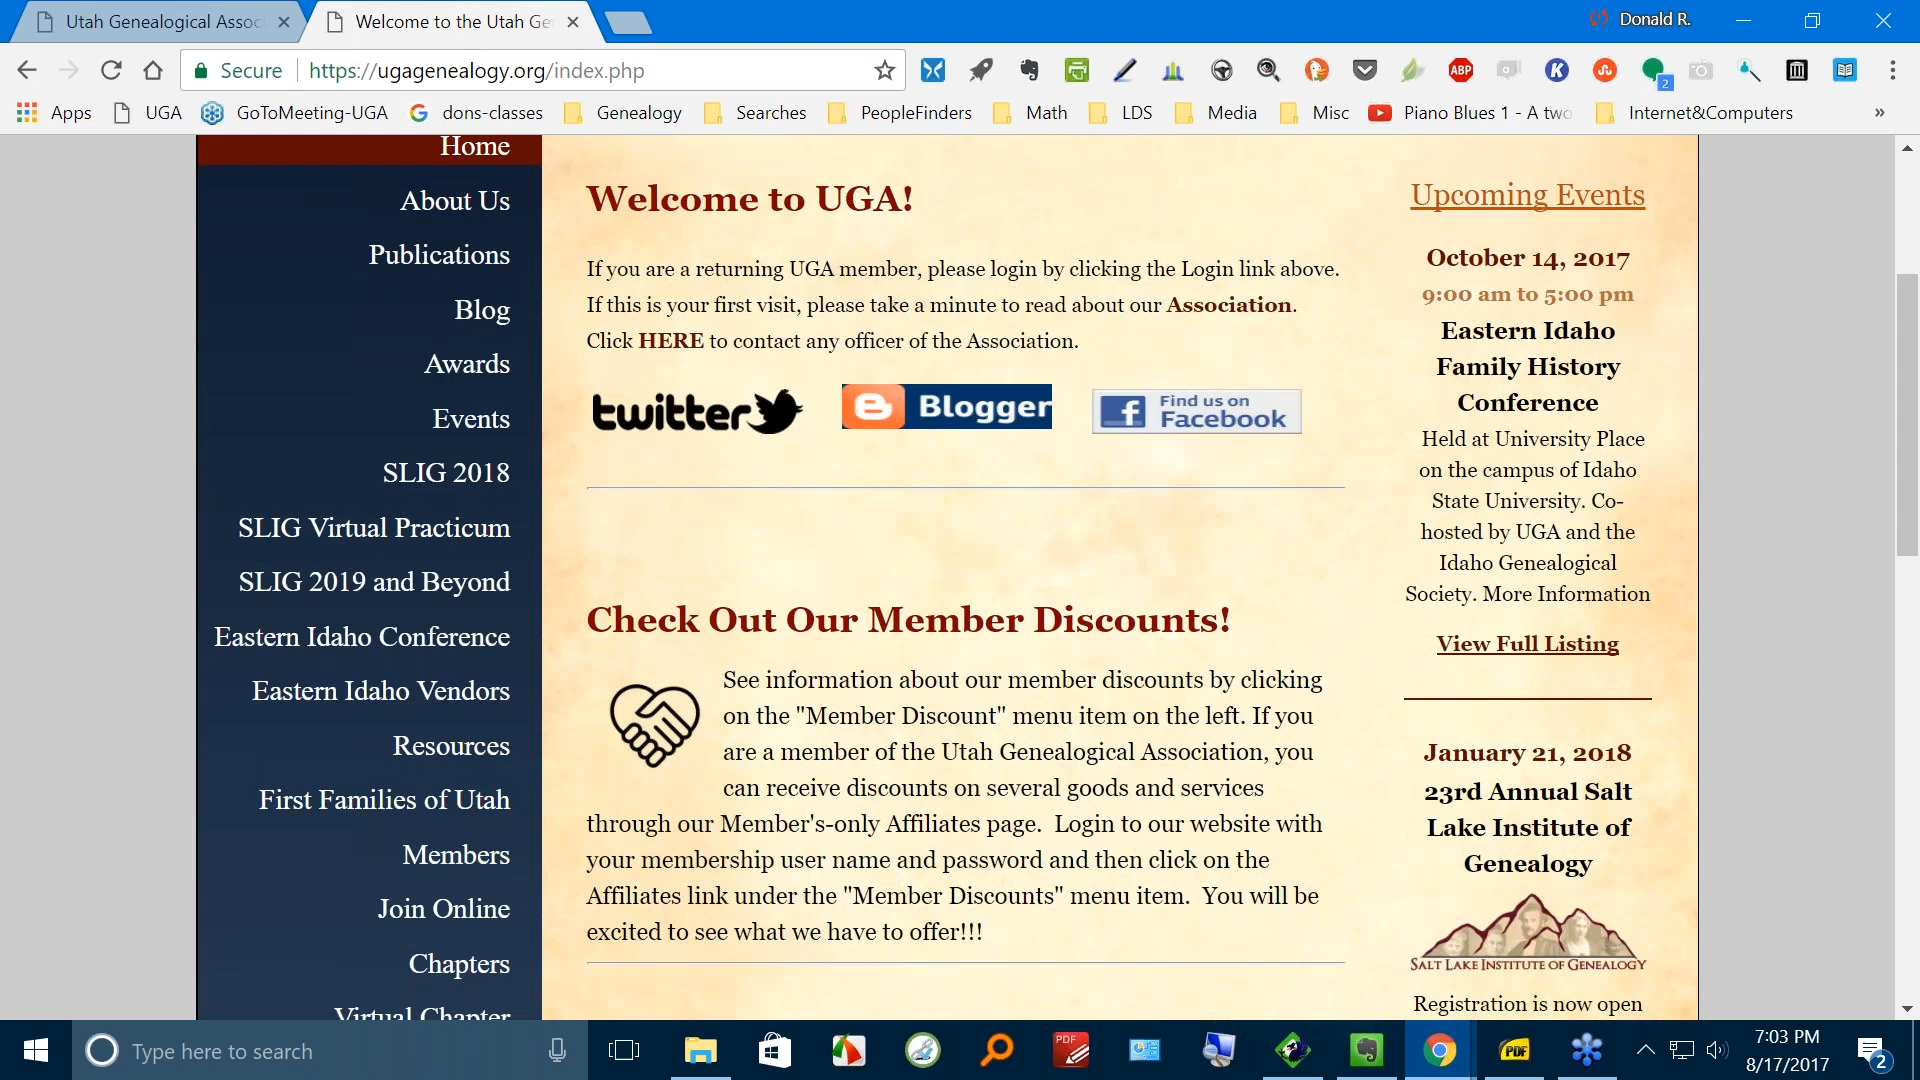 Utah Genealogical Assoc
Welcome to the Utah Ge
Donald R.
Secure
https://ugagenealogy.org/index.php
ABP
2
Apps
UGA
GoToMeeting-UGA
dons-classes
Genealogy
Searches
PeopleFinders
Math
LDS
Media
Misc
Piano Blues 1 - A two
Internet&Computers
»
Home
About Us
Publications
Blog
Awards
Events
SLIG 2018
SLIG Virtual Practicum
SLIG 2019 and Beyond
Eastern Idaho Conference
Eastern Idaho Vendors
Resources
First Families of Utah
Members
Join Online
Chapters
Virtual Chapter
Welcome to UGA!
If you are a returning UGA member, please login by clicking the Login link above.
If this is your first visit, please take a minute to read about our Association.
Click HERE to contact any officer of the Association.
twitter
Blogger
Find us on
Facebook
Check Out Our Member Discounts!
See information about our member discounts by clicking
on the "Member Discount" menu item on the left. If you
are a member of the Utah Genealogical Association, you
can receive discounts on several goods and services
through our Member's-only Affiliates page. Login to our website with
your membership user name and password and then click on the
Affiliates link under the "Member Discounts" menu item. You will be
excited to see what we have to offer!!!
Upcoming Events
October 14, 2017
9:00 am to 5:00 pm
Eastern Idaho
Family History
Conference
Held at University Place
on the campus of Idaho
State University. Co-
hosted by UGA and the
Idaho Genealogical
Society. More Information
View Full Listing
January 21, 2018
23rd Annual Salt
Lake Institute of
Genealogy
SALT LAKE INSTITUTE OF GENEALOGY
Registration is now open
Type here to search
PDF
PDF
7:03 PM
8/17/2017
2